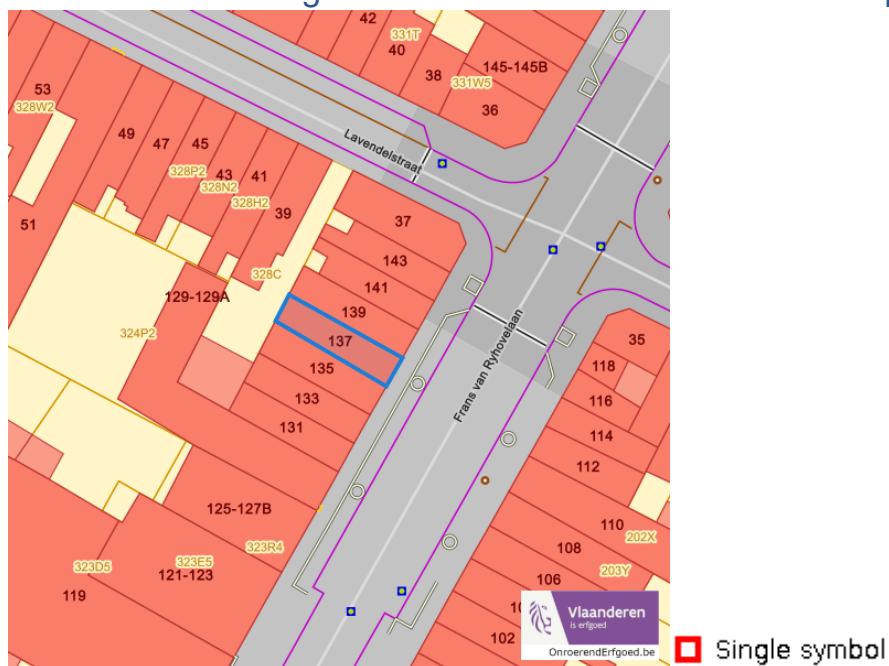 42
331T
40
145-145B
38
331W5
36
53
328W2
49
47
45
Lavendelstraat
328P2
43
41
328N2
328H2
39
37
51
143
328C
141
129-129A
139
324P2
137
135
Frans van Ryhovelaan
35
118
133
116
131
114
112
125-127B
110
202X
323R4
108
323D5
323E5
121-123
106
203Y
119
102
Vlaanderen
is erfgoed
OnroerendErfgoed.be
Single symbol